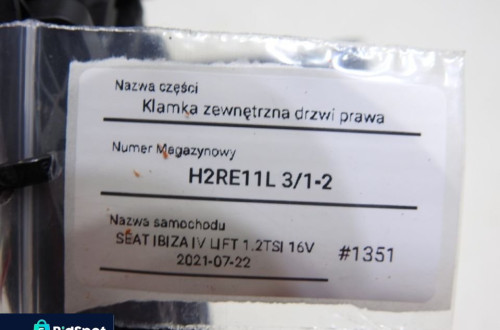 Nazwa części
Klamka zewnętrzna drzwi prawa
Numer Magazynowy
H2RE11L 3/1-2
Nazwa samochodu
SEAT IBIZA IV LIFT 1.2TSI 16V
2021-07-22
#1351